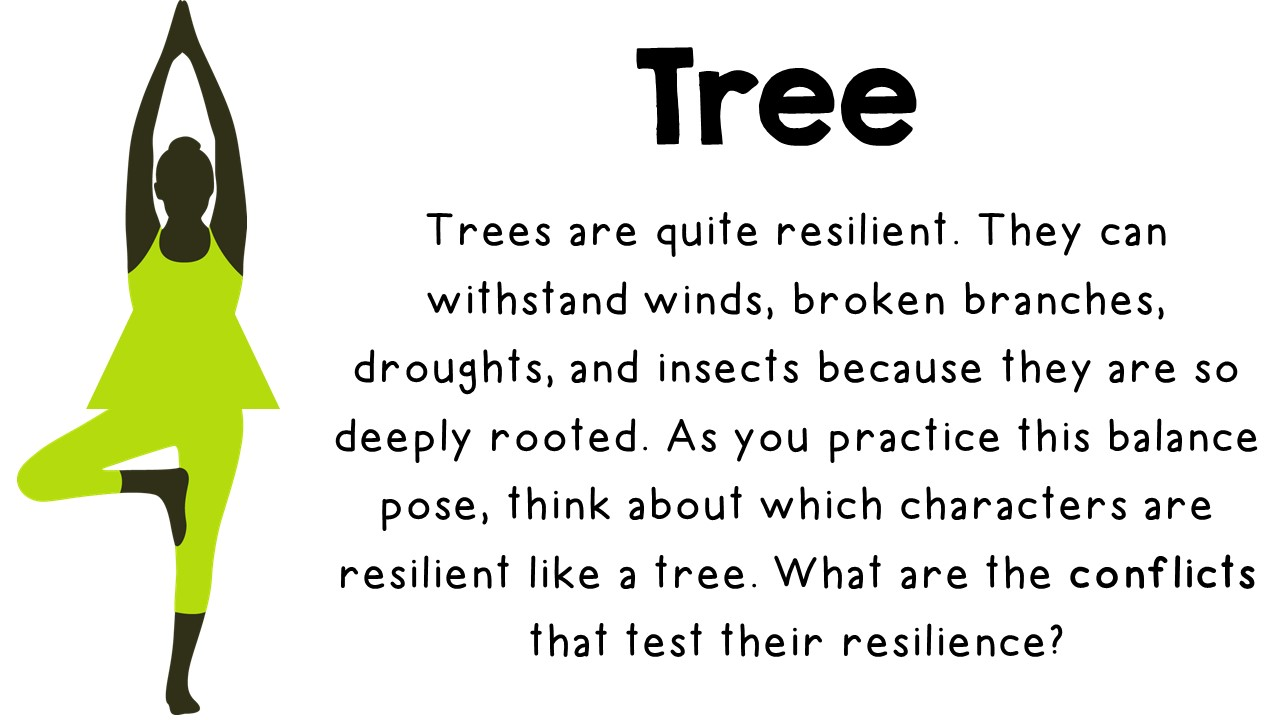 Tree
Trees are quite resilient. They can
withstand winds, broken branches,
droughts, and insects because they are so
deeply rooted. As you practice this balance
pose, think about which characters are
resilient like a tree. What are the conflicts
that test their resilience?